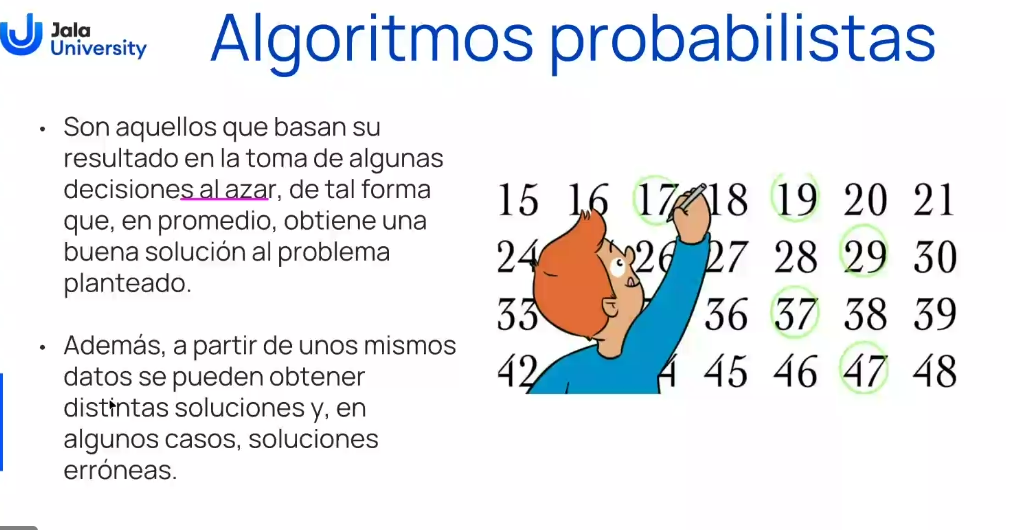 Jala
University
Algoritmos probabilistas
• Son aquellos que basan su
resultado en la toma de algunas
decisiones al azar, de tal forma
que, en promedio, obtiene una
buena solución al problema
planteado.
• Además, a partir de unos mismos
datos se pueden obtener
distintas soluciones y, en
algunos casos, soluciones
erróneas.
15 16 17 18 19 20 21
24 26 27 28 29 30
33 36 37 38 39
42 45 46 47 48